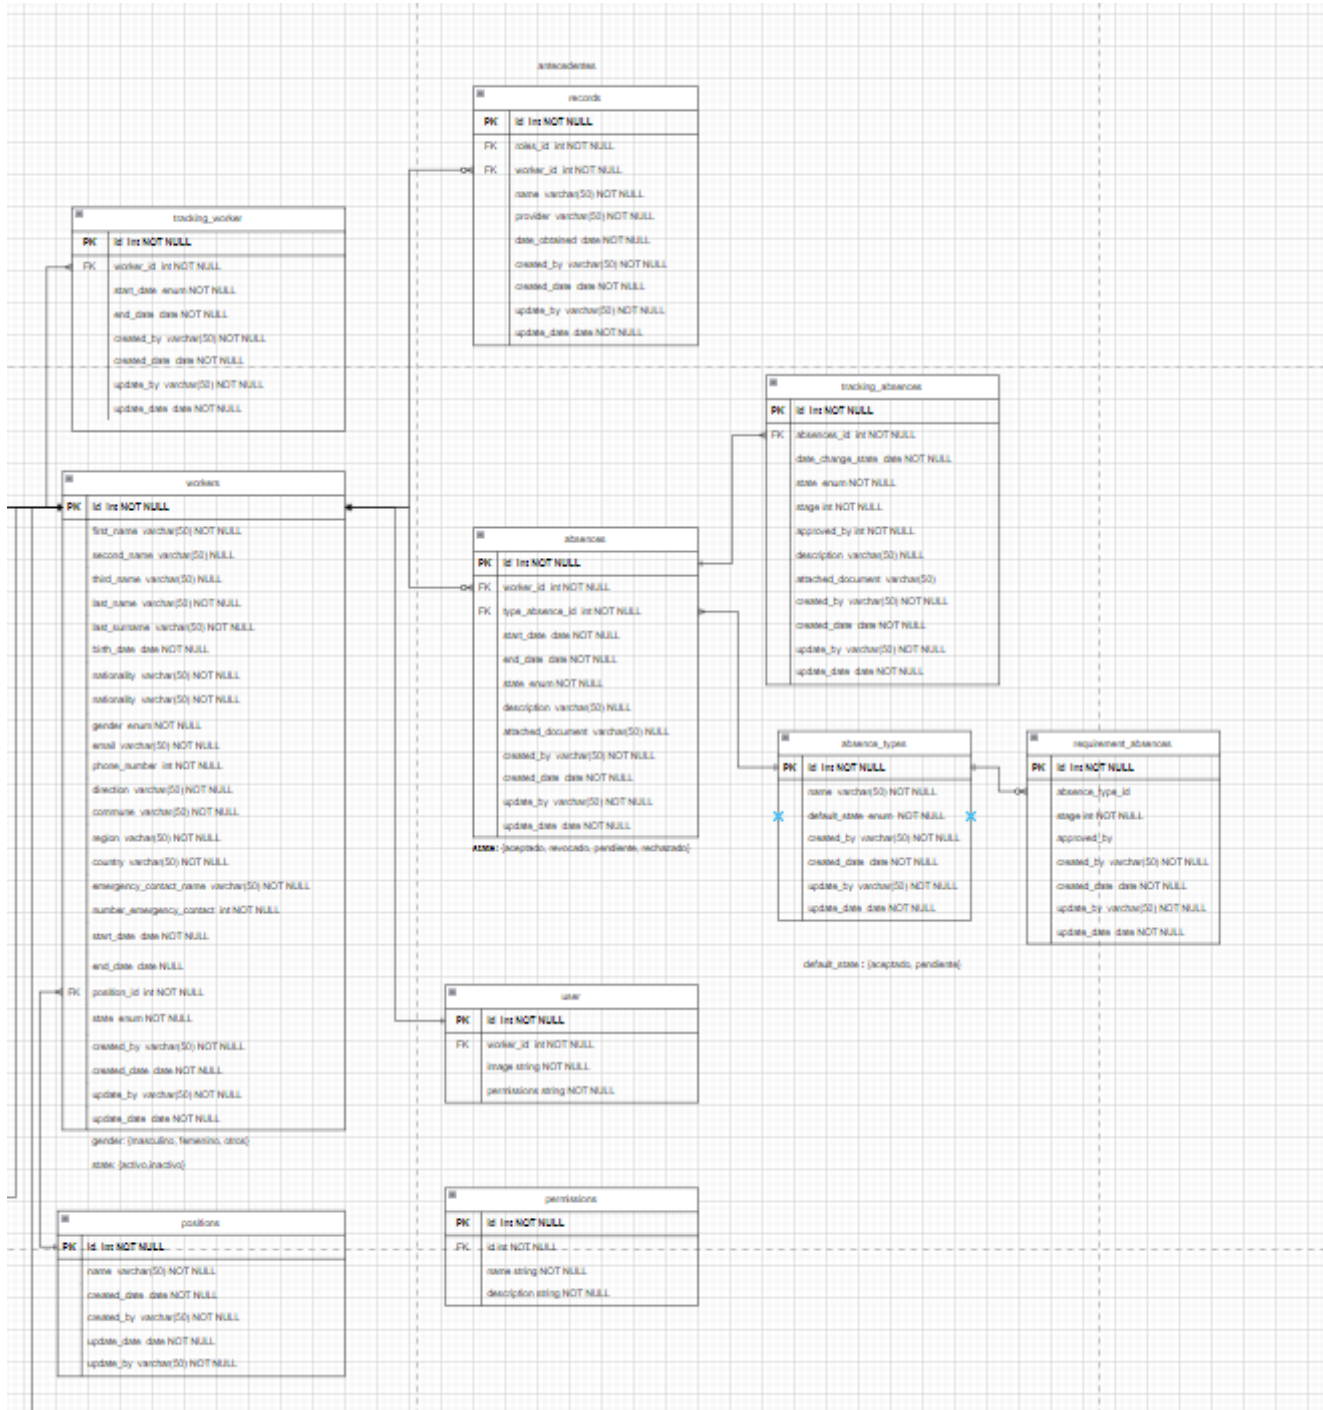 antecedentes
records
PK id int NOT NULL
FK roles_id int NOT NULL
FK worker_id int NOT NULL
name varchar(50) NOT NULL
provider varchar(50) NOT NULL
date_obtained date NOT NULL
created_by varchar(50) NOT NULL
created_date date NOT NULL
update_by varchar(50) NOT NULL
update_date date NOT NULL
tracking_worker
PK id int NOT NULL
FK worker_id int NOT NULL
start_date enum NOT NULL
end_date date NOT NULL
created_by varchar(50) NOT NULL
created_date date NOT NULL
update_by varchar(50) NOT NULL
update_date date NOT NULL
tracking_absences
PK id int NOT NULL
FK absences_id int NOT NULL
date_change_state date NOT NULL
state enum NOT NULL
stage int NOT NULL
approved_by int NOT NULL
description varchar(50) NULL
attached_document varchar(50)
created_by varchar(50) NOT NULL
created_date date NOT NULL
update_by varchar(50) NOT NULL
update_date date NOT NULL
workers
PK id int NOT NULL
first_name varchar(50) NOT NULL
second_name varchar(50) NULL
third_name varchar(50) NULL
last_name varchar(50) NOT NULL
last_surname varchar(50) NOT NULL
birth_date date NOT NULL
nationality varchar(50) NOT NULL
nationality varchar(50) NOT NULL
gender enum NOT NULL
email varchar(50) NOT NULL
phone_number int NOT NULL
direction varchar(50) NOT NULL
commune varchar(50) NOT NULL
region vachar(50) NOT NULL
country varchar(50) NOT NULL
emergency_contact_name varchar(50) NOT NULL
number_emergency_contact int NOT NULL
start_date date NOT NULL
end_date date NULL
FK position_id int NOT NULL
state enum NOT NULL
created_by varchar(50) NOT NULL
created_date date NOT NULL
update_by varchar(50) NOT NULL
update_date date NOT NULL
gender: {masculino, femenino, otros}
state: {activo,inactivo}
absences
PK id int NOT NULL
FK worker_id int NOT NULL
FK type_absence_id int NOT NULL
start_date date NOT NULL
end_date date NOT NULL
state enum NOT NULL
description varchar(50) NULL
attached_document varchar(50) NULL
created_by varchar(50) NOT NULL
created_date date NOT NULL
update_by varchar(50) NOT NULL
update_date date NOT NULL
state: {aceptado, revocado, pendiente, rechazado}
absence_types
PK id int NOT NULL
name varchar(50) NOT NULL
default_state enum NOT NULL
created_by varchar(50) NOT NULL
created_date date NOT NULL
update_by varchar(50) NOT NULL
update_date date NOT NULL
default_state : {aceptado, pendiente}
requirement_absences
PK id int NOT NULL
absence_type_id
stage int NOT NULL
approved_by
created_by varchar(50) NOT NULL
created_date date NOT NULL
update_by varchar(50) NOT NULL
update_date date NOT NULL
user
PK id int NOT NULL
FK worker_id int NOT NULL
image string NOT NULL
permissions string NOT NULL
permissions
PK id int NOT NULL
FK id int NOT NULL
name string NOT NULL
description string NOT NULL
positions
PK id int NOT NULL
name varchar(50) NOT NULL
created_date date NOT NULL
created_by varchar(50) NOT NULL
update_date date NOT NULL
update_by varchar(50) NOT NULL